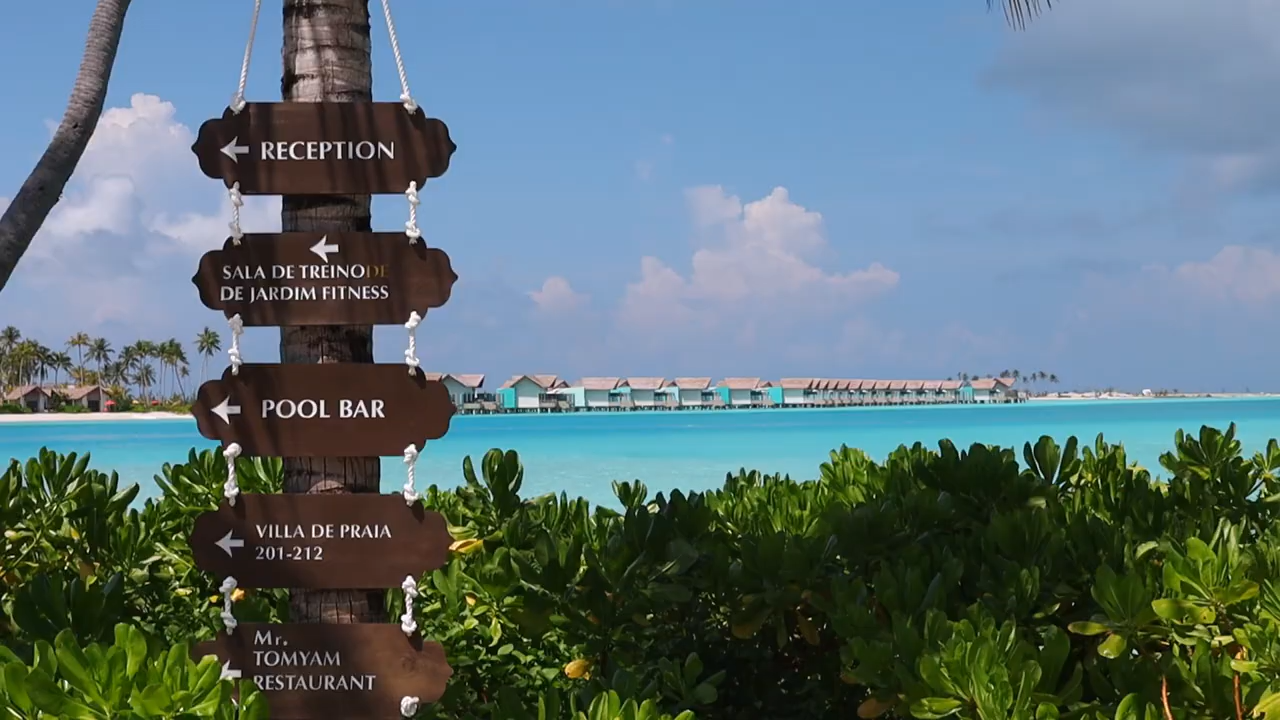 RECEPTION
SALA DE TREINODE
DE JARDIM FITNESS
POOL BAR
VILLA DE PRAIA
201-212
Mr.
TOMYAM
RESTAURANT